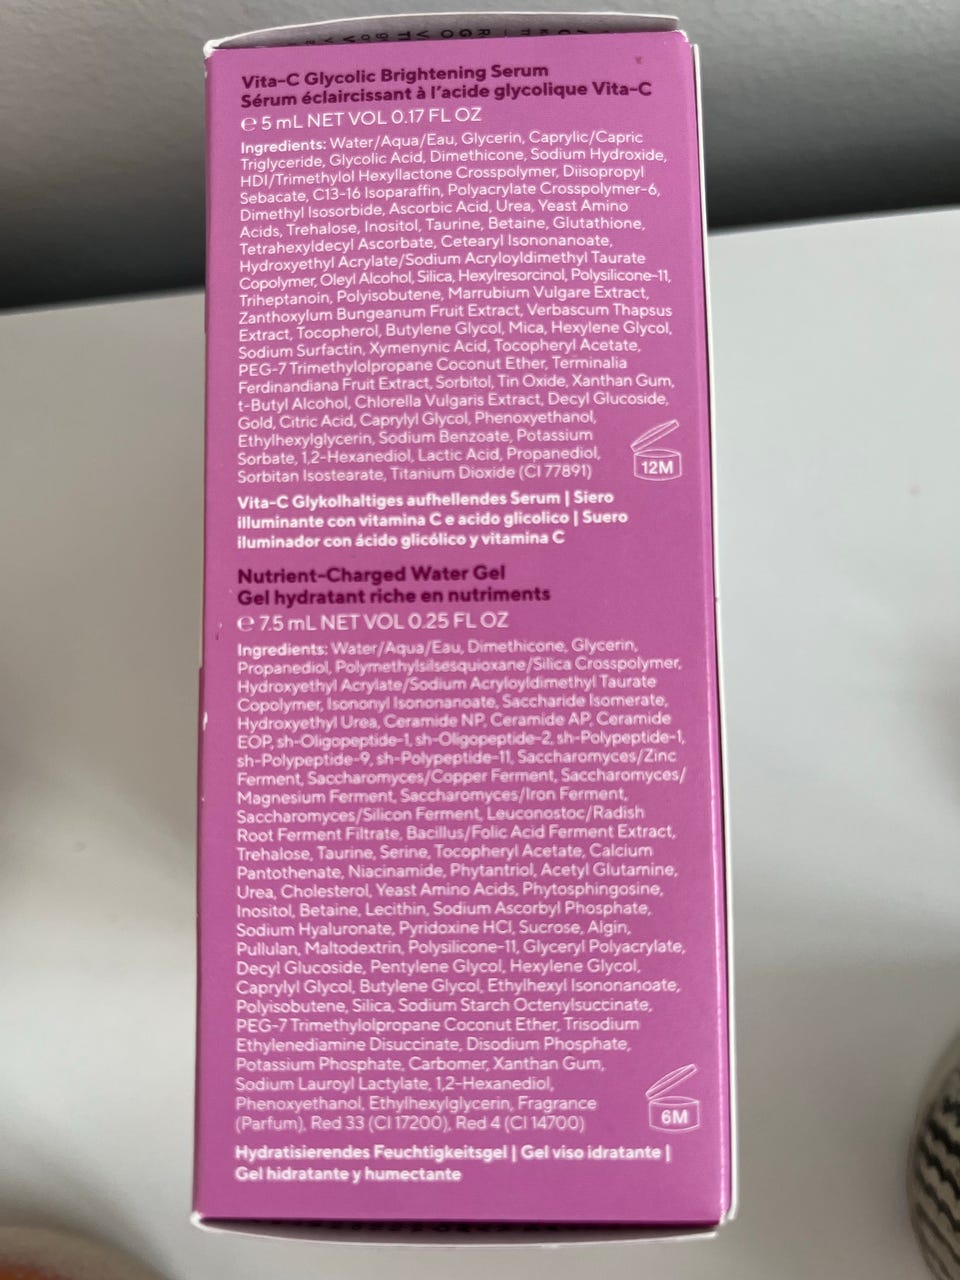 Vita-C Glycolic Brightening Serum
Sérum éclaircissant à l'acide glycolique Vita-C
℮ 5 mL NET VOL 0.17 FL OZ
Ingredients: Water/Aqua/Eau, Glycerin, Caprylic/Capric
Triglyceride, Glycolic Acid, Dimethicone, Sodium Hydroxide,
HDI/Trimethylol Hexyllactone Crosspolymer, Diisopropyl
Sebacate, C13-16 Isoparaffin, Polyacrylate Crosspolymer-6,
Dimethyl Isosorbide, Ascorbic Acid, Urea, Yeast Amino
Acids, Trehalose, Inositol, Taurine, Betaine, Glutathione,
Tetrahexyldecyl Ascorbate, Cetearyl Isononanoate,
Hydroxyethyl Acrylate/Sodium Acryloyldimethyl Taurate
Copolymer, Oleyl Alcohol, Silica, Hexylresorcinol, Polysilicone-11,
Triheptanoin, Polyisobutene, Marrubium Vulgare Extract,
Zanthoxylum Bungeanum Fruit Extract, Verbascum Thapsus
Extract, Tocopherol, Butylene Glycol, Mica, Hexylene Glycol,
Sodium Surfactin, Xymenynic Acid, Tocopheryl Acetate,
PEG-7 Trimethylolpropane Coconut Ether, Terminalia
Ferdinandiana Fruit Extract, Sorbitol, Tin Oxide, Xanthan Gum,
t-Butyl Alcohol, Chlorella Vulgaris Extract, Decyl Glucoside,
Gold, Citric Acid, Caprylyl Glycol, Phenoxyethanol,
Ethylhexylglycerin, Sodium Benzoate, Potassium
Sorbate, 1,2-Hexanediol, Lactic Acid, Propanediol,
Sorbitan Isostearate, Titanium Dioxide (CI 77891)
12M
Vita-C Glykolhaltiges aufhellendes Serum | Siero
illuminante con vitamina C e acido glicolico | Suero
iluminador con ácido glicólico y vitamina C
Nutrient-Charged Water Gel
Gel hydratant riche en nutriments
℮ 7.5 mL NET VOL 0.25 FL OZ
Ingredients: Water/Aqua/Eau, Dimethicone, Glycerin,
Propanediol, Polymethylsilsesquioxane/Silica Crosspolymer,
Hydroxyethyl Acrylate/Sodium Acryloyldimethyl Taurate
Copolymer, Isononyl Isononanoate, Saccharide Isomerate,
Hydroxyethyl Urea, Ceramide NP, Ceramide AP, Ceramide
EOP, sh-Oligopeptide-1, sh-Oligopeptide-2, sh-Polypeptide-1,
sh-Polypeptide-9, sh-Polypeptide-11, Saccharomyces/Zinc
Ferment, Saccharomyces/Copper Ferment, Saccharomyces/
Magnesium Ferment, Saccharomyces/Iron Ferment,
Saccharomyces/Silicon Ferment, Leuconostoc/Radish
Root Ferment Filtrate, Bacillus/Folic Acid Ferment Extract,
Trehalose, Taurine, Serine, Tocopheryl Acetate, Calcium
Pantothenate, Niacinamide, Phytantriol, Acetyl Glutamine,
Urea, Cholesterol, Yeast Amino Acids, Phytosphingosine,
Inositol, Betaine, Lecithin, Sodium Ascorbyl Phosphate,
Sodium Hyaluronate, Pyridoxine HCl, Sucrose, Algin,
Pullulan, Maltodextrin, Polysilicone-11, Glyceryl Polyacrylate,
Decyl Glucoside, Pentylene Glycol, Hexylene Glycol,
Caprylyl Glycol, Butylene Glycol, Ethylhexyl Isononanoate,
Polyisobutene, Silica, Sodium Starch Octenylsuccinate,
PEG-7 Trimethylolpropane Coconut Ether, Trisodium
Ethylenediamine Disuccinate, Disodium Phosphate,
Potassium Phosphate, Carbomer, Xanthan Gum,
Sodium Lauroyl Lactylate, 1,2-Hexanediol,
Phenoxyethanol, Ethylhexylglycerin, Fragrance
(Parfum), Red 33 (CI 17200), Red 4 (CI 14700)
6M
Hydratisierendes Feuchtigkeitsgel | Gel viso idratante |
Gel hidratante y humectante